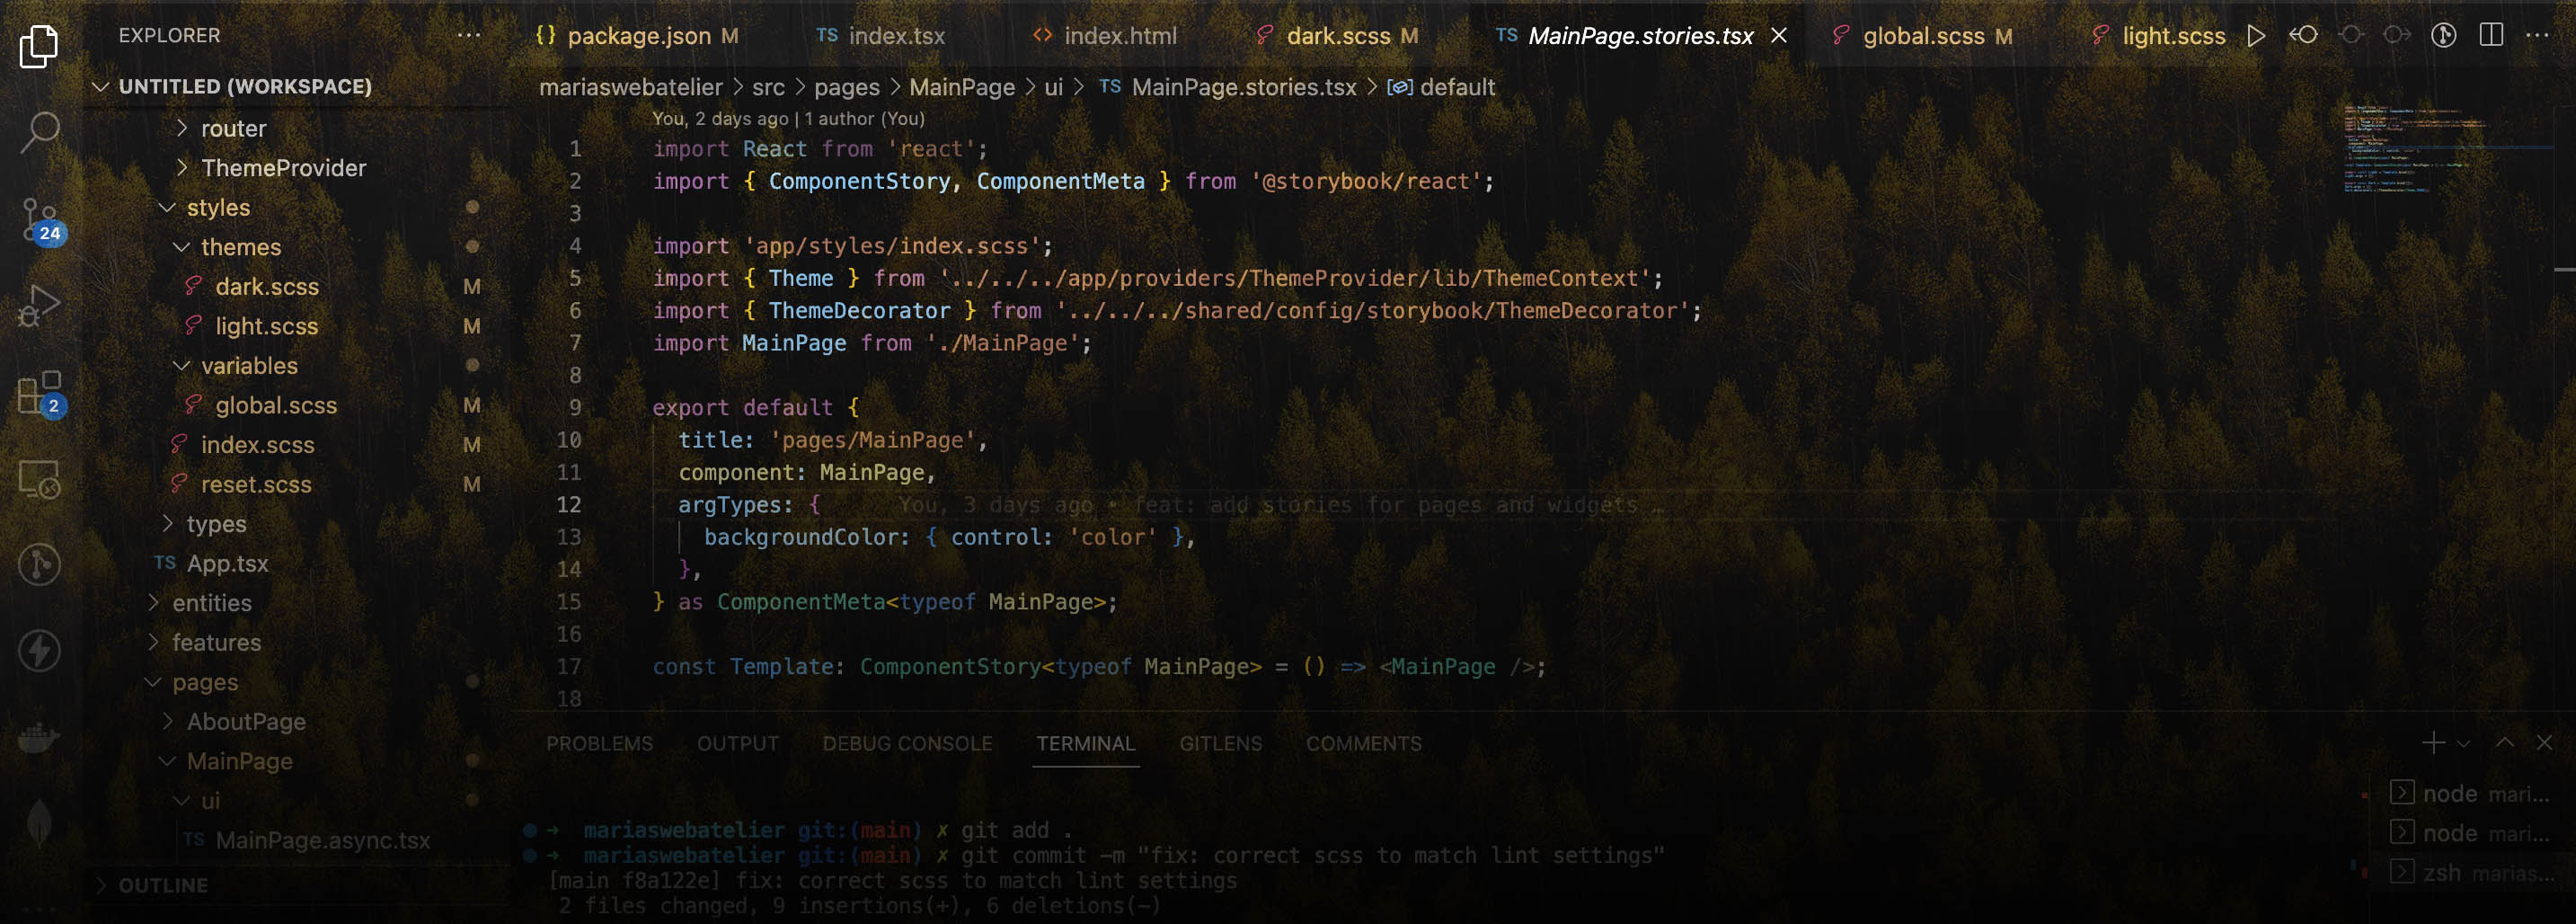 EXPLORER
UNTITLED (WORKSPACE)
router
ThemeProvider
styles
themes
dark.scss M
light.scss M
variables
global.scss M
index.scss M
reset.scss M
types
TS App.tsx
entities
features
pages
AboutPage
MainPage
ui
TS MainPage.async.tsx
OUTLINE
24
2
{} package.json M TS index.tsx <> index.html dark.scss M TS MainPage.stories.tsx global.scss M light.scss
mariaswebatelier > src > pages > MainPage > ui > TS MainPage.stories.tsx > default
You, 2 days ago | 1 author (You)
1 import React from 'react';
2 import { ComponentStory, ComponentMeta } from '@storybook/react';
3
4 import 'app/styles/index.scss';
5 import { Theme } from '../../../app/providers/ThemeProvider/lib/ThemeContext';
6 import { ThemeDecorator } from '../../../shared/config/storybook/ThemeDecorator';
7 import MainPage from './MainPage';
8
9 export default {
10 title: 'pages/MainPage',
11 component: MainPage,
12 argTypes: { You, 3 days ago • feat: add stories for pages and widgets …
13 backgroundColor: { control: 'color' },
14 },
15 } as ComponentMeta<typeof MainPage>;
16
17 const Template: ComponentStory<typeof MainPage> = () => <MainPage />;
18
PROBLEMS OUTPUT DEBUG CONSOLE TERMINAL GITLENS COMMENTS
➜ mariaswebatelier git:(main) ✗ git add .
➜ mariaswebatelier git:(main) ✗ git commit -m "fix: correct scss to match lint settings"
[main f8a122e] fix: correct scss to match lint settings
2 files changed, 9 insertions(+), 6 deletions(-)
node mari...
node mari...
zsh marias...